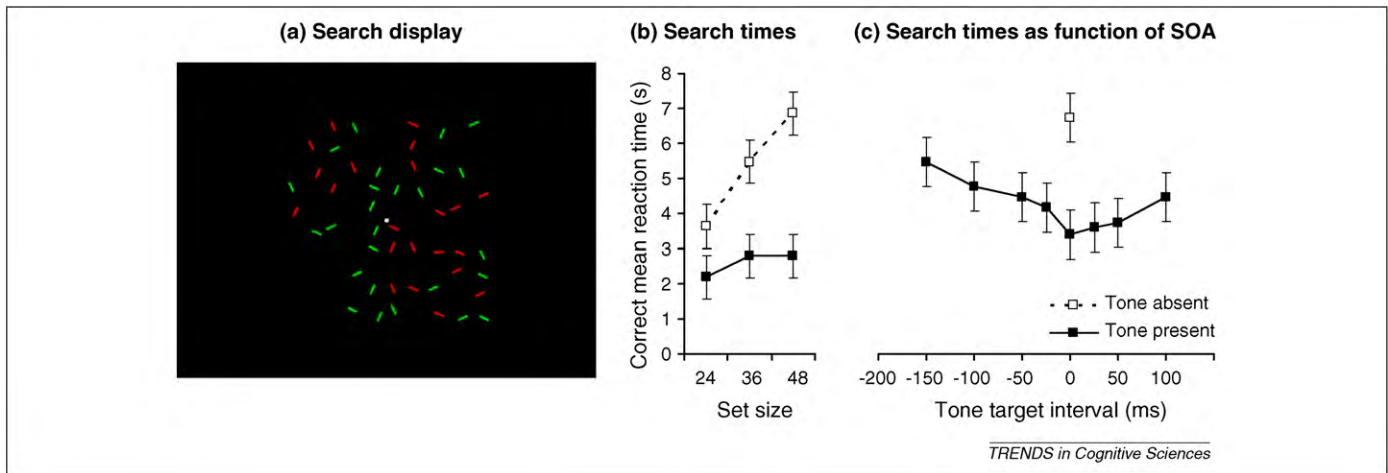 (a) Search display
(b) Search times
(c) Search times as function of SOA
Correct mean reaction time (s)
8
7
6
5
4
3
2
1
0
24 36 48
Set size
Tone absent
Tone present
-200 -150 -100 -50 0 50 100
Tone target interval (ms)
TRENDS in Cognitive Sciences